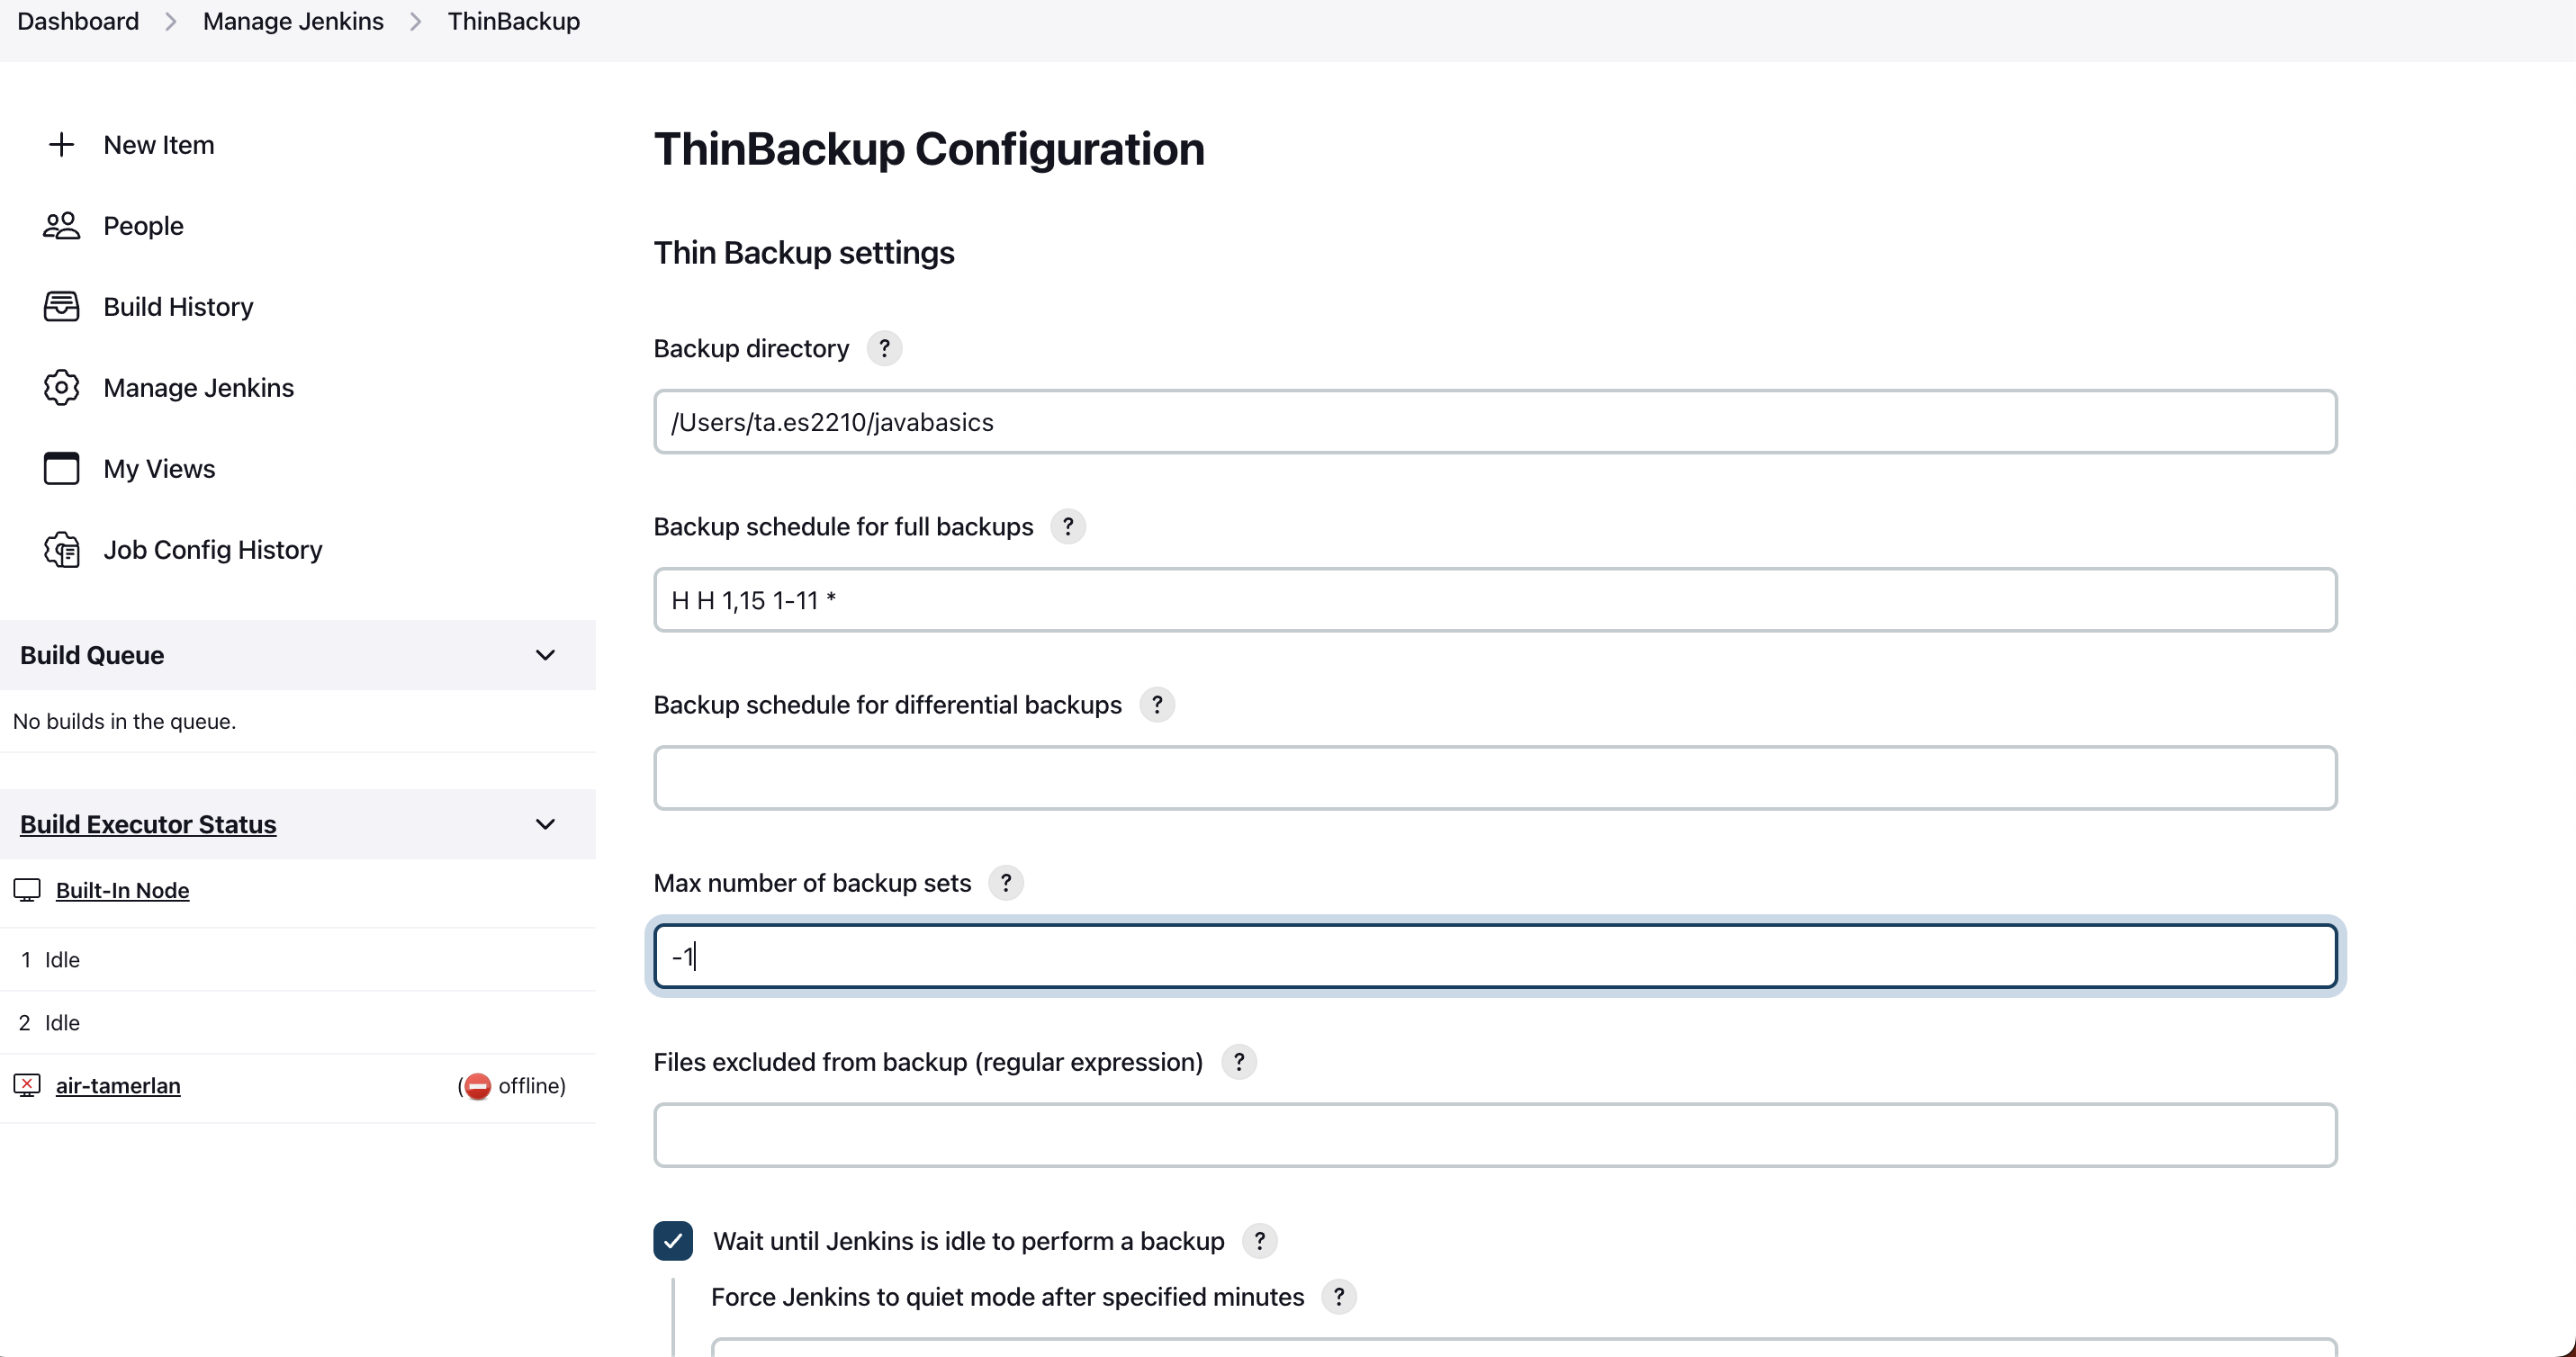 Dashboard > Manage Jenkins > ThinBackup
New Item
People
Build History
Manage Jenkins
My Views
Job Config History
Build Queue
No builds in the queue.
Build Executor Status
Built-In Node
1 Idle
2 Idle
air-tamerlan (offline)
ThinBackup Configuration
Thin Backup settings
Backup directory ?
/Users/ta.es2210/javabasics
Backup schedule for full backups ?
H H 1,15 1-11 *
Backup schedule for differential backups ?
Max number of backup sets ?
-1
Files excluded from backup (regular expression) ?
Wait until Jenkins is idle to perform a backup ?
Force Jenkins to quiet mode after specified minutes ?